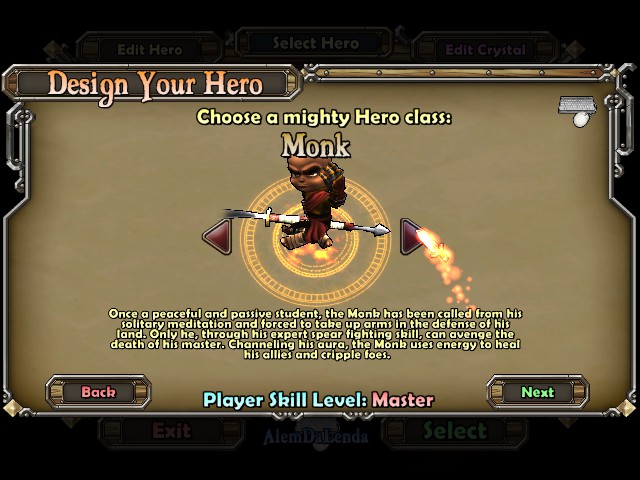 Edit Hero
Select Hero
Edit Crystal
Design Your Hero
Choose a mighty Hero class:
Monk
Once a peaceful and passive student, the Monk has been called from his
solitary meditation and forced to take up arms in the defense of his
land. Only he, through his expert spear fighting skill, can avenge the
death of his master. Channeling his aura, the Monk uses energy to heal
his allies and cripple foes.
Back
Player Skill Level: Master
Next
Exit
AlemDaLenda
Select